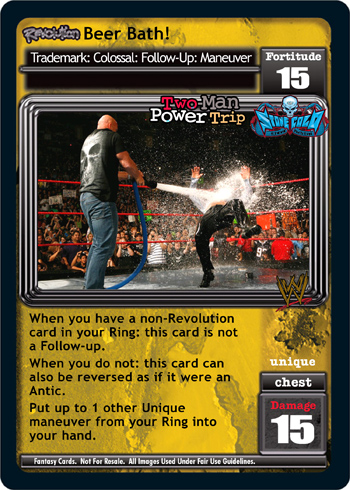 Revolution Beer Bath!
Trademark: Colossal: Follow-Up: Maneuver
Fortitude
15
Two-Man
Power Trip
STONE COLD
W
When you have a non-Revolution
card in your Ring: this card is not
a Follow-up.
When you do not: this card can
also be reversed as if it were an
Antic.
Put up to 1 other Unique
maneuver from your Ring into
your hand.
unique
chest
Damage
15
Fantasy Cards. Not For Resale. All Images Used Under Fair Use Guidelines.